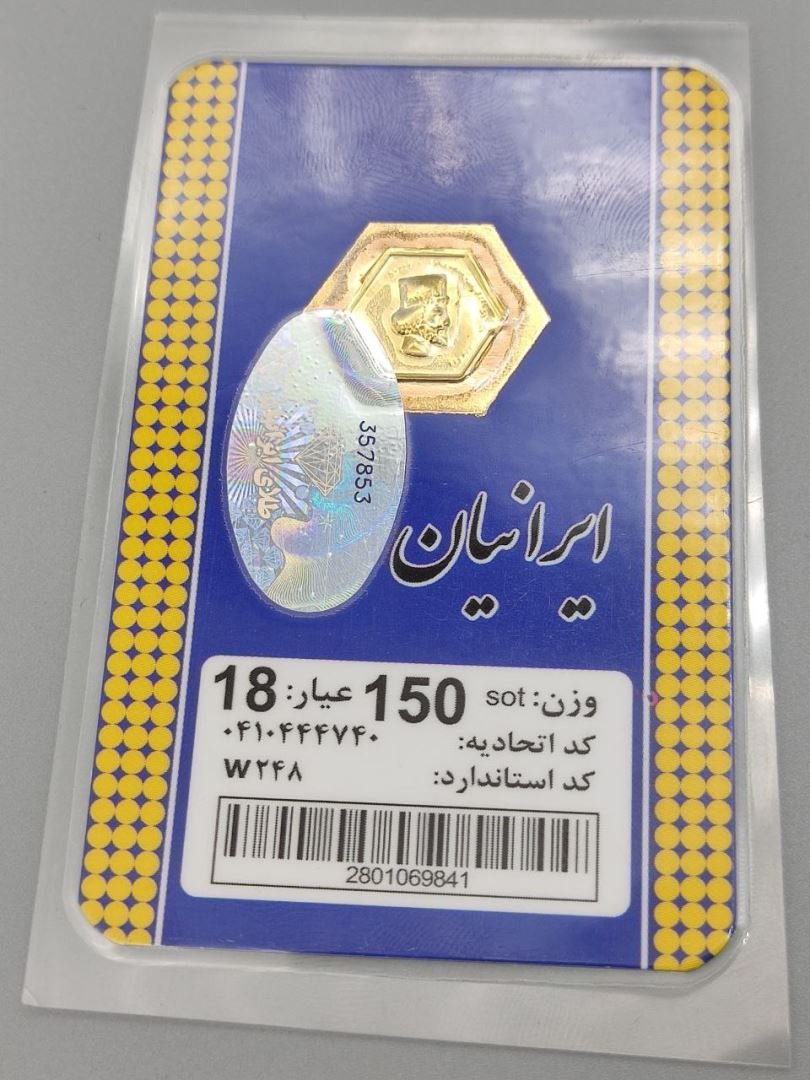 357853
ایرانیان
وزن: sot 150 عیار: 18
کد اتحادیه: ۰۴۱۰۴۴۴۷۴۰
کد استاندارد: W۲۴۸
2801069841